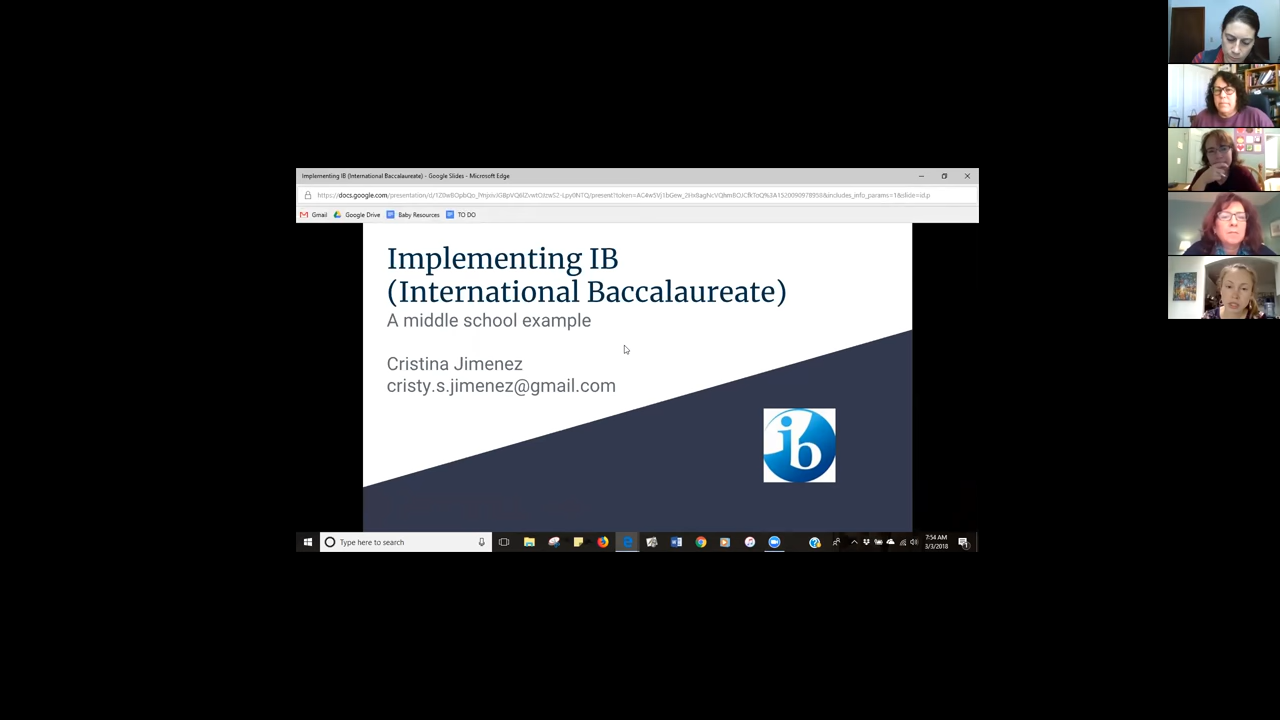 Implementing IB (International Baccalaureate) - Google Slides - Microsoft Edge
Gmail Google Drive Baby Resources TO DO
Implementing IB
(International Baccalaureate)
A middle school example
Cristina Jimenez
cristy.s.jimenez@gmail.com
ib
Type here to search
7:54 AM
3/3/2018